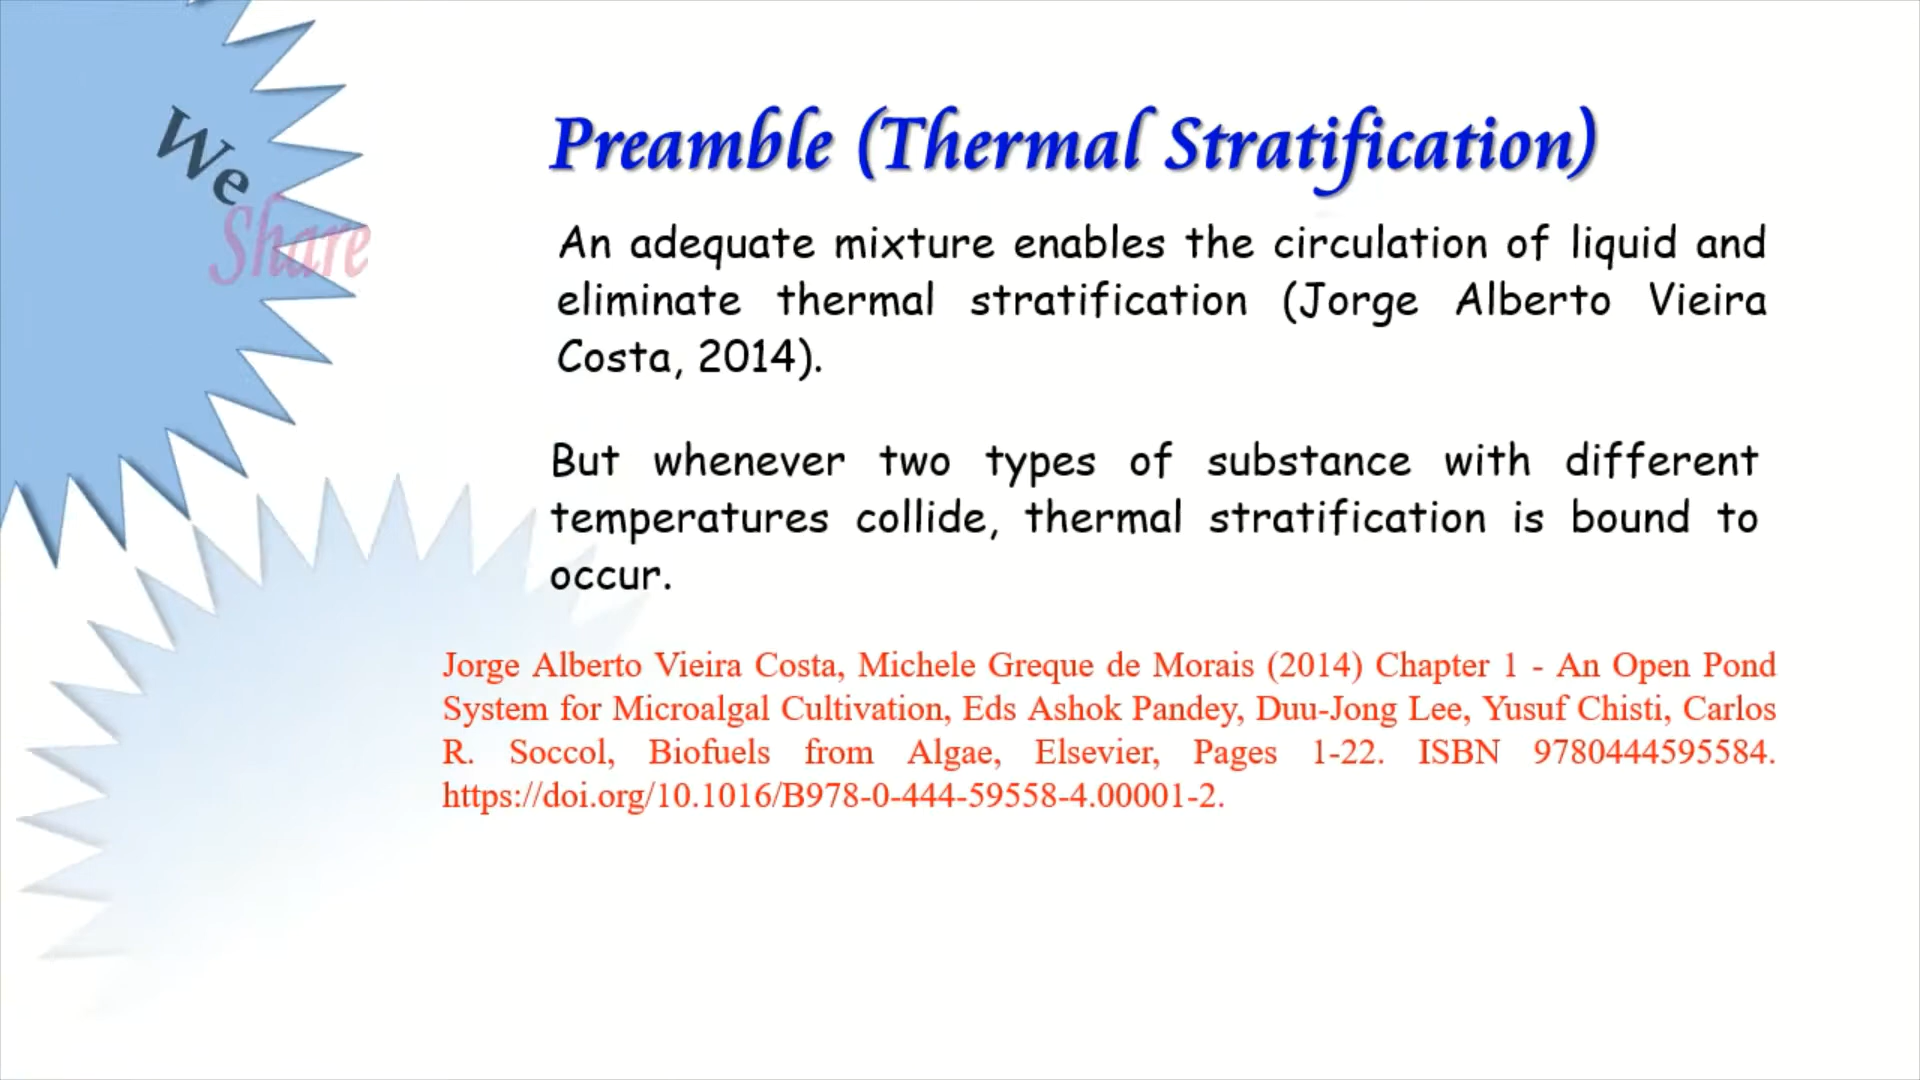 We
Share
Preamble (Thermal Stratification)
An adequate mixture enables the circulation of liquid and
eliminate thermal stratification (Jorge Alberto Vieira
Costa, 2014).
But whenever two types of substance with different
temperatures collide, thermal stratification is bound to
occur.
Jorge Alberto Vieira Costa, Michele Greque de Morais (2014) Chapter 1 - An Open Pond
System for Microalgal Cultivation, Eds Ashok Pandey, Duu-Jong Lee, Yusuf Chisti, Carlos
R. Soccol, Biofuels from Algae, Elsevier, Pages 1-22. ISBN 9780444595584.
https://doi.org/10.1016/B978-0-444-59558-4.00001-2.